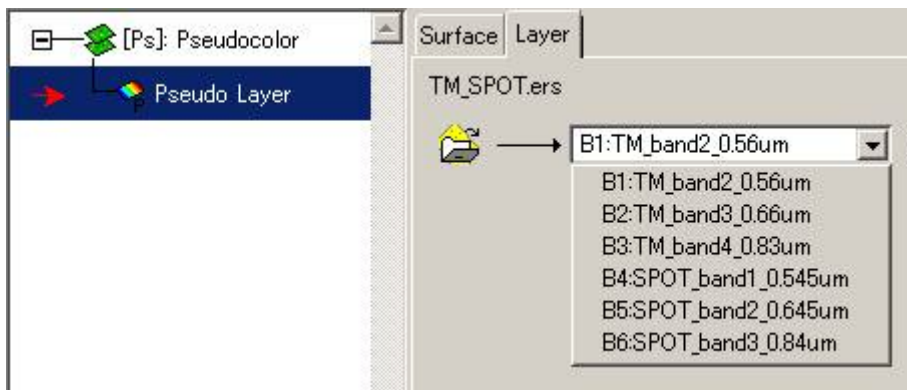 [Ps]: Pseudocolor
Pseudo Layer
Surface Layer
TM_SPOT.ers
B1:TM_band2_0.56um
B1:TM_band2_0.56um
B2:TM_band3_0.66um
B3:TM_band4_0.83um
B4:SPOT_band1_0.545um
B5:SPOT_band2_0.645um
B6:SPOT_band3_0.84um